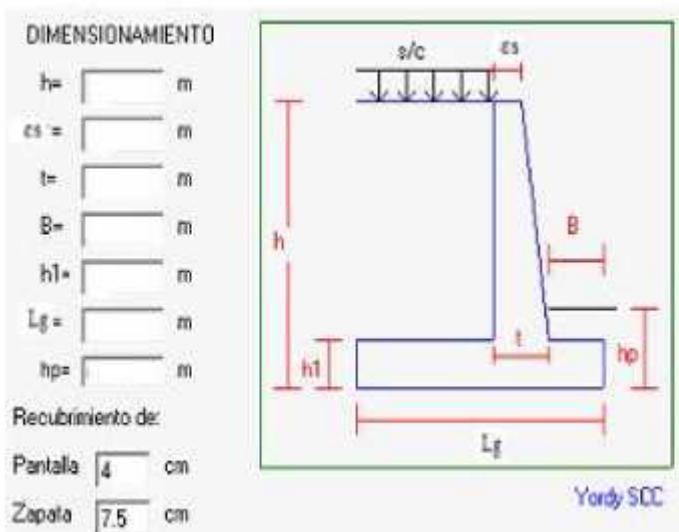 DIMENSIONAMIENTO
h= m
es = m
t= m
B= m
h1= m
Lg = m
hp= m
Recubrimiento de:
Pantalla 4 cm
Zapata 7.5 cm
s/c es
h
B
h1
t
hp
Lg
Yordy SCC